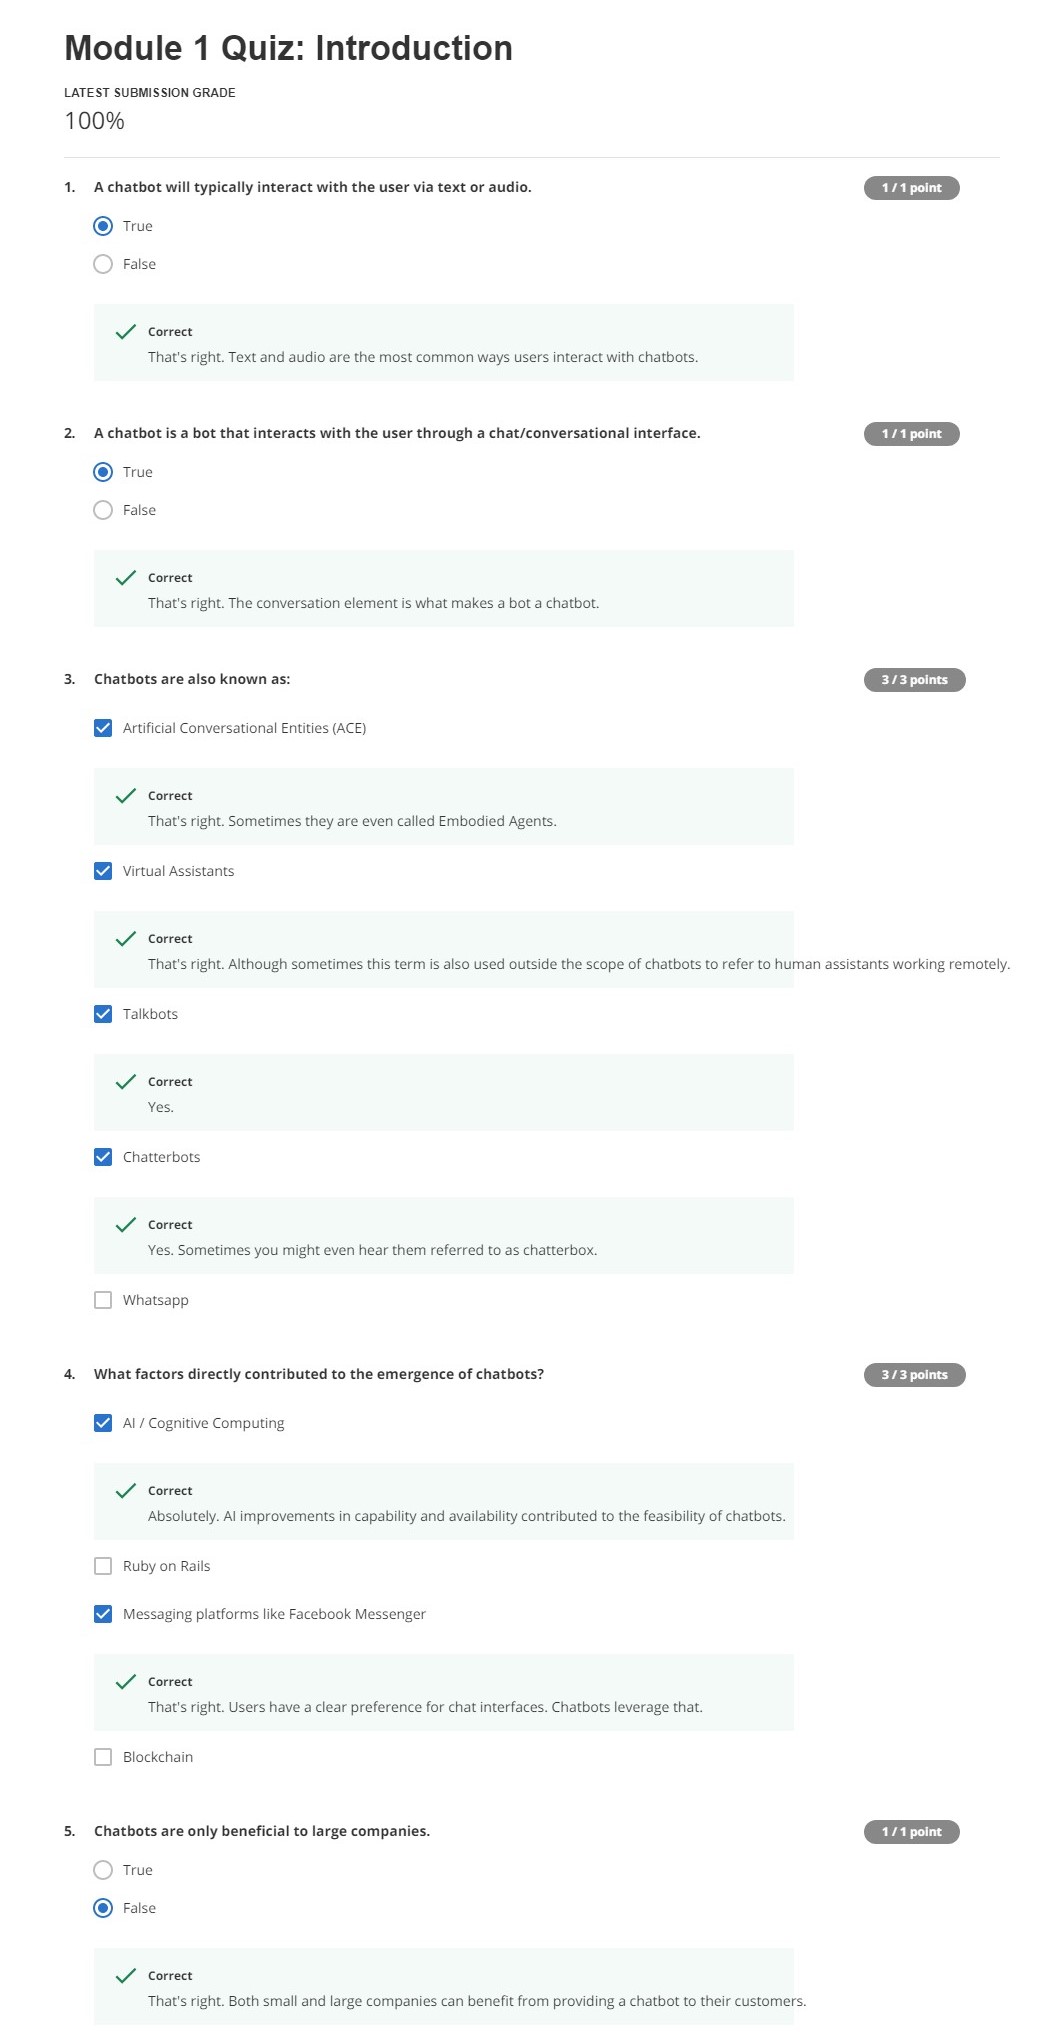 Module 1 Quiz: Introduction
LATEST SUBMISSION GRADE
100%
1. A chatbot will typically interact with the user via text or audio. 1 / 1 point
True
False
Correct
That's right. Text and audio are the most common ways users interact with chatbots.
2. A chatbot is a bot that interacts with the user through a chat/conversational interface. 1 / 1 point
True
False
Correct
That's right. The conversation element is what makes a bot a chatbot.
3. Chatbots are also known as: 3 / 3 points
Artificial Conversational Entities (ACE)
Correct
That's right. Sometimes they are even called Embodied Agents.
Virtual Assistants
Correct
That's right. Although sometimes this term is also used outside the scope of chatbots to refer to human assistants working remotely.
Talkbots
Correct
Yes.
Chatterbots
Correct
Yes. Sometimes you might even hear them referred to as chatterbox.
Whatsapp
4. What factors directly contributed to the emergence of chatbots? 3 / 3 points
AI / Cognitive Computing
Correct
Absolutely. AI improvements in capability and availability contributed to the feasibility of chatbots.
Ruby on Rails
Messaging platforms like Facebook Messenger
Correct
That's right. Users have a clear preference for chat interfaces. Chatbots leverage that.
Blockchain
5. Chatbots are only beneficial to large companies. 1 / 1 point
True
False
Correct
That's right. Both small and large companies can benefit from providing a chatbot to their customers.